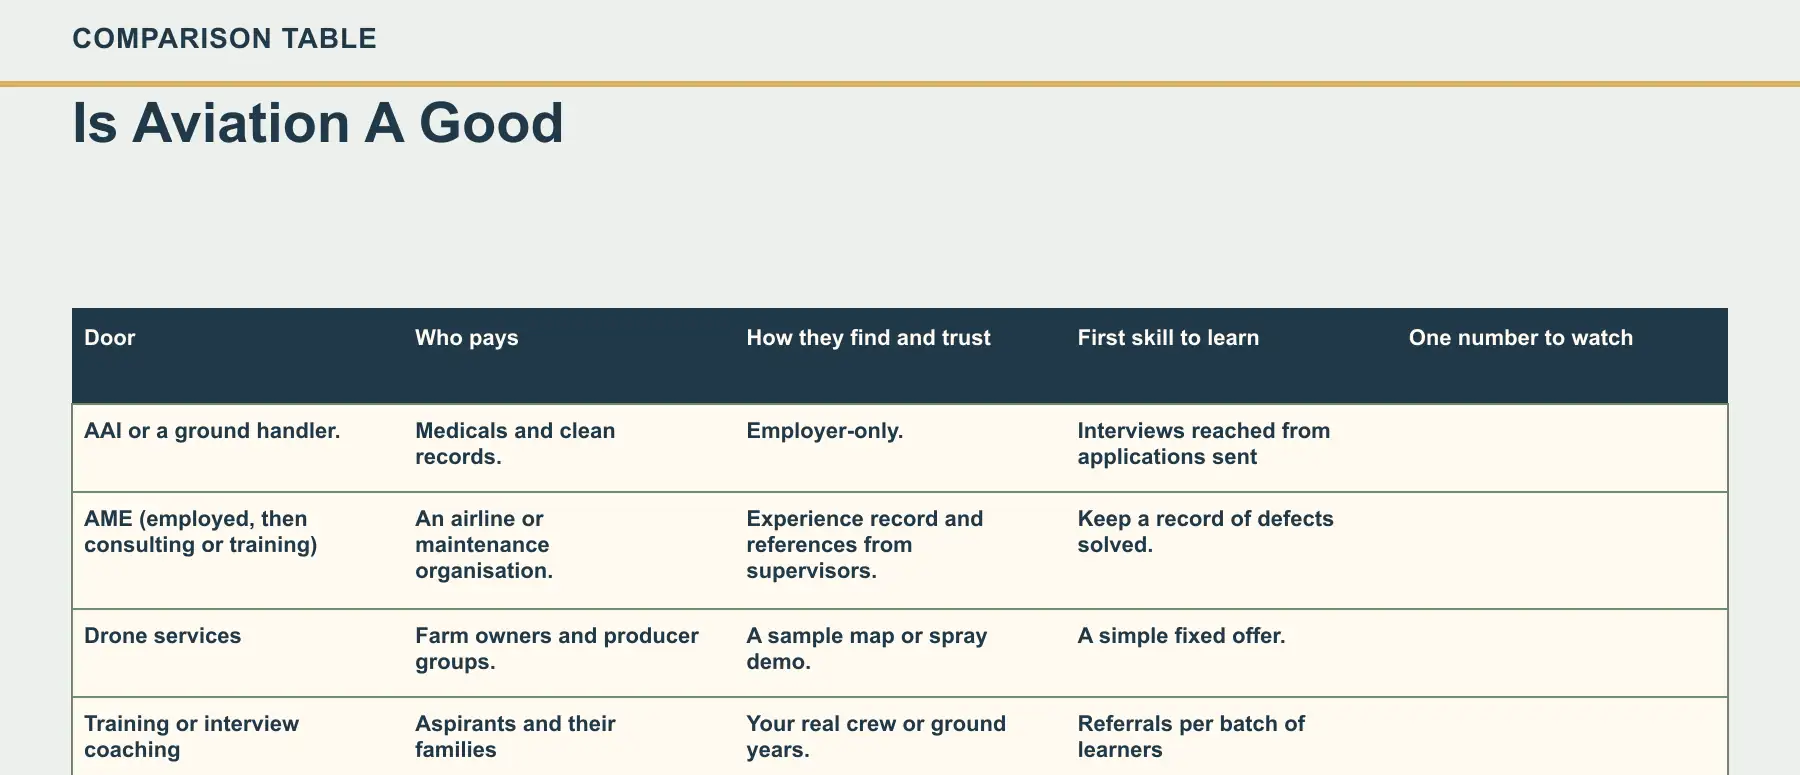 COMPARISON TABLE
Is Aviation A Good
Door
Who pays
How they find and trust
First skill to learn
One number to watch
AAI or a ground handler.
Medicals and clean
records.
Employer-only.
Interviews reached from
applications sent
AME (employed, then
consulting or training)
An airline or
maintenance
organisation.
Experience record and
references from
supervisors.
Keep a record of defects
solved.
Drone services
Farm owners and producer
groups.
A sample map or spray
demo.
A simple fixed offer.
Training or interview
coaching
Aspirants and their
families
Your real crew or ground
years.
Referrals per batch of
learners